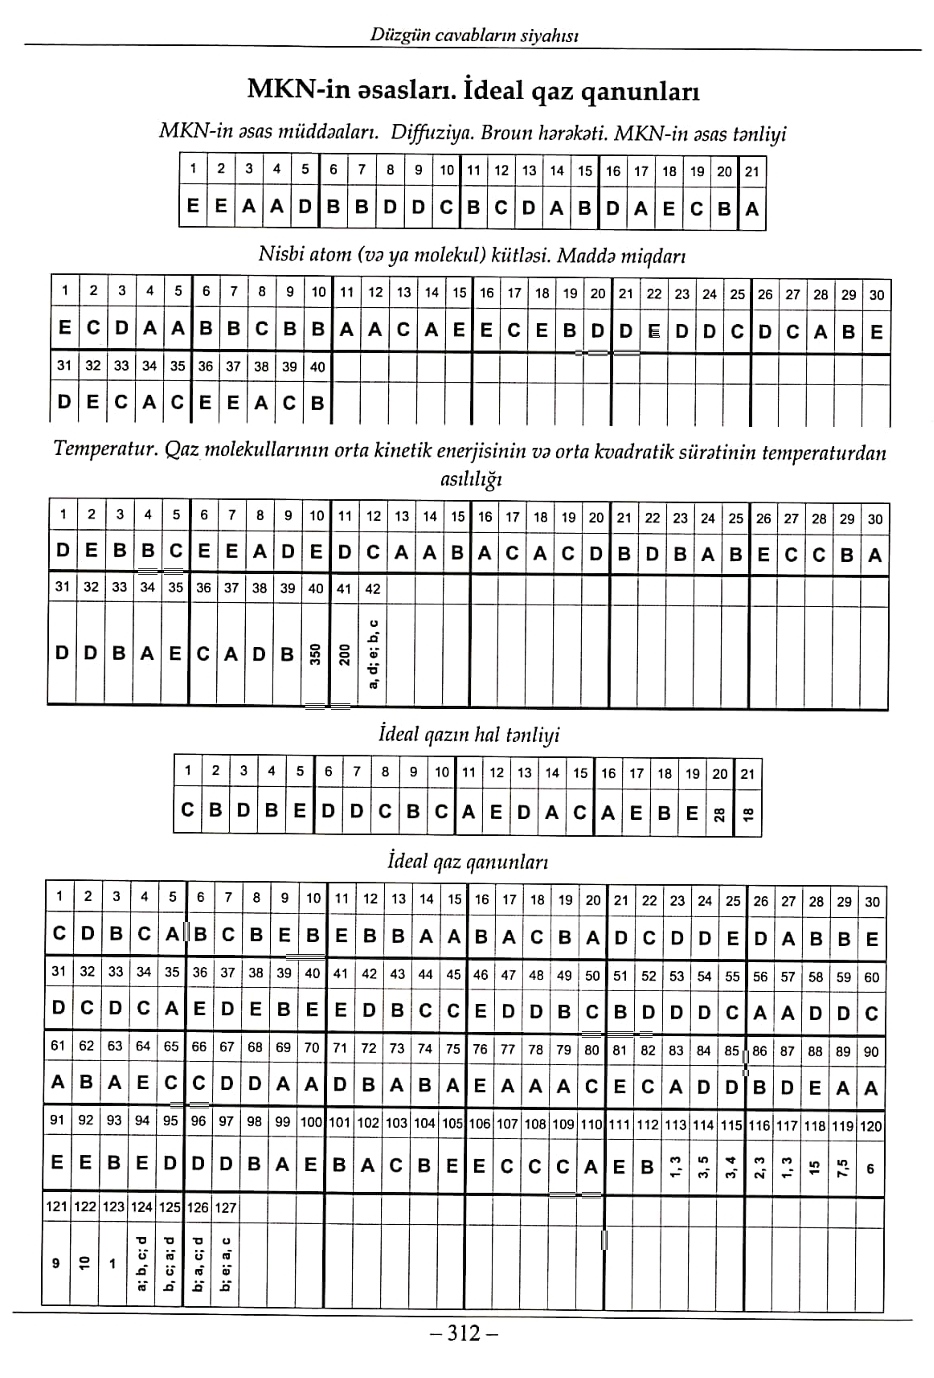 Düzgün cavabların siyahısı
MKN-in əsasları. İdeal qaz qanunları
MKN-in əsas müddəaları. Diffuziya. Broun hərəkəti. MKN-in əsas tənliyi
1 2 3 4 5 6 7 8 9 10 11 12 13 14 15 16 17 18 19 20 21
E E A A D B B D D C B C D A B D A E C B A
Nisbi atom (və ya molekul) kütləsi. Maddə miqdarı
1 2 3 4 5 6 7 8 9 10 11 12 13 14 15 16 17 18 19 20 21 22 23 24 25 26 27 28 29 30
E C D A A B B C B B A A C A E E C E B D D E D D C D C A B E
31 32 33 34 35 36 37 38 39 40
D E C A C E E A C B
Temperatur. Qaz molekullarının orta kinetik enerjisinin və orta kvadratik sürətinin temperaturdan
asılılığı
1 2 3 4 5 6 7 8 9 10 11 12 13 14 15 16 17 18 19 20 21 22 23 24 25 26 27 28 29 30
D E B B C E E A D E D C A A B A C A C D B D B A B E C C B A
31 32 33 34 35 36 37 38 39 40 41 42
D D B A E C A D B 350 200 a, d; e; b, c
İdeal qazın hal tənliyi
1 2 3 4 5 6 7 8 9 10 11 12 13 14 15 16 17 18 19 20 21
C B D B E D D C B C A E D A C A E B E 28 18
İdeal qaz qanunları
1 2 3 4 5 6 7 8 9 10 11 12 13 14 15 16 17 18 19 20 21 22 23 24 25 26 27 28 29 30
C D B C A B C B E B E B B A A B A C B A D C D D E D A B B E
31 32 33 34 35 36 37 38 39 40 41 42 43 44 45 46 47 48 49 50 51 52 53 54 55 56 57 58 59 60
D C D C A E D E B E E D B C C E D D B C B D D D C A A D D C
61 62 63 64 65 66 67 68 69 70 71 72 73 74 75 76 77 78 79 80 81 82 83 84 85 86 87 88 89 90
A B A E C C D D A A D B A B A E A A A C E C A D D B D E A A
91 92 93 94 95 96 97 98 99 100 101 102 103 104 105 106 107 108 109 110 111 112 113 114 115 116 117 118 119 120
E E B E D D D B A E B A C B E E C C C A E B 1, 3 3, 5 3, 4 2, 3 1, 3 15 7,5 6
121 122 123 124 125 126 127
9 10 1 a; b, c; d b, c; a; d b; a, c; d b; e; a, c
– 312 –